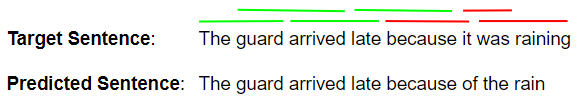 Target Sentence: The guard arrived late because it was raining
Predicted Sentence: The guard arrived late because of the rain